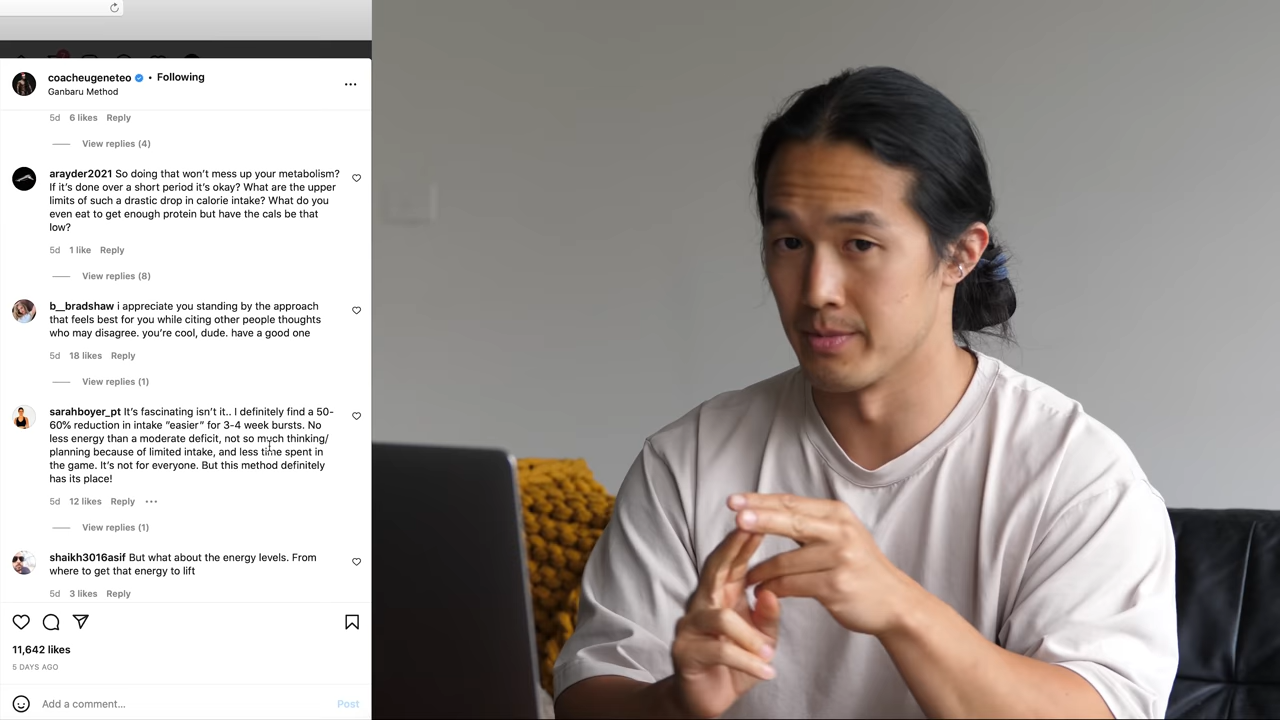 coacheugeneteo • Following
Ganbaru Method
5d 6 likes Reply
View replies (4)
arayder2021 So doing that won't mess up your metabolism?
If it's done over a short period it's okay? What are the upper
limits of such a drastic drop in calorie intake? What do you
even eat to get enough protein but have the cals be that
low?
5d 1 like Reply
View replies (8)
b__bradshaw i appreciate you standing by the approach
that feels best for you while citing other people thoughts
who may disagree. you're cool, dude. have a good one
5d 18 likes Reply
View replies (1)
sarahboyer_pt It's fascinating isn't it.. I definitely find a 50-
60% reduction in intake "easier" for 3-4 week bursts. No
less energy than a moderate deficit, not so much thinking/
planning because of limited intake, and less time spent in
the game. It's not for everyone. But this method definitely
has its place!
5d 12 likes Reply
View replies (1)
shaikh3016asif But what about the energy levels. From
where to get that energy to lift
5d 3 likes Reply
11,642 likes
5 DAYS AGO
Add a comment...
Post